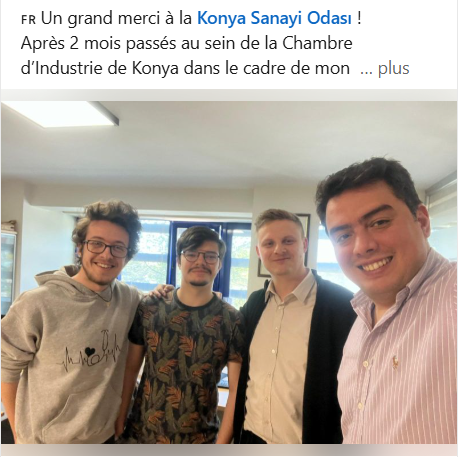 FR Un grand merci à la Konya Sanayi Odası !
Après 2 mois passés au sein de la Chambre
d’Industrie de Konya dans le cadre de mon ... plus